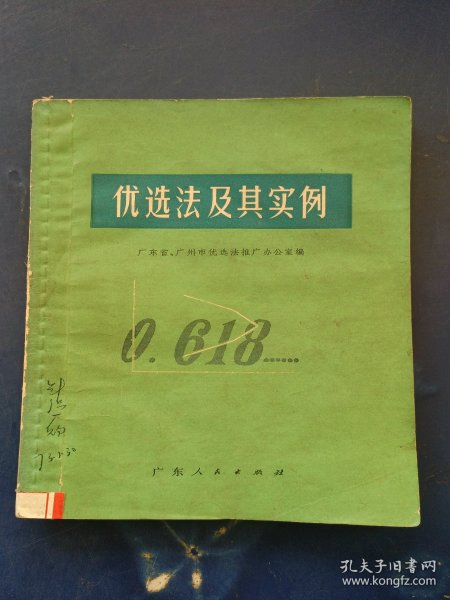 优选法及其实例
广东省、广州市优选法推广办公室编
0.618......
广东人民出版社
孔夫子旧书网
www.kongfz.com